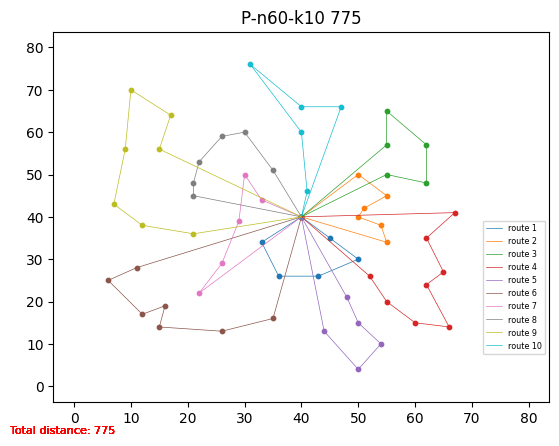 P-n60-k10 775
80
70
60
50
40
30
20
10
0
0 10 20 30 40 50 60 70 80
route 1
route 2
route 3
route 4
route 5
route 6
route 7
route 8
route 9
route 10
Total distance: 775